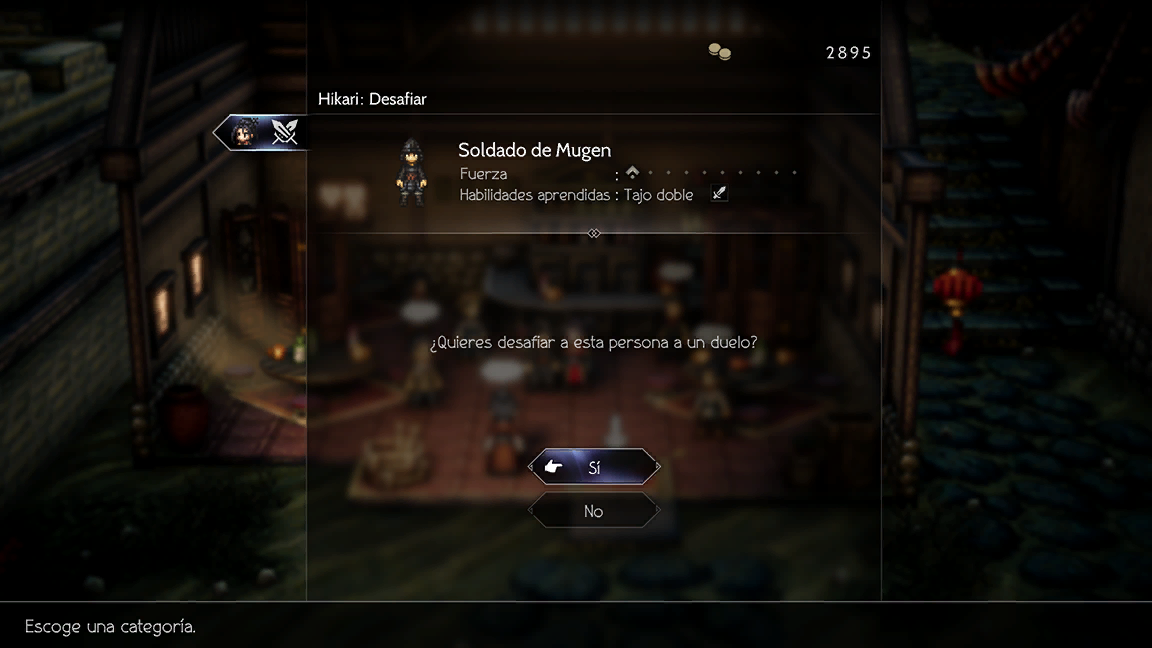 2895
Hikari: Desafiar
Soldado de Mugen
Fuerza :
Habilidades aprendidas : Tajo doble
¿Quieres desafiar a esta persona a un duelo?
Sí
No
Escoge una categoría.